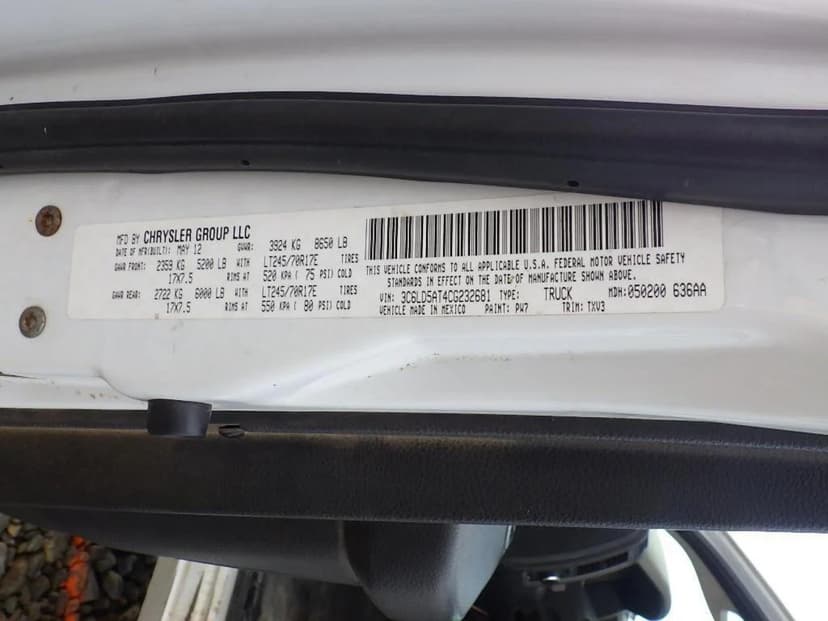 MFD BY CHRYSLER GROUP LLC
DATE OF MFR(BUILT): MAY 12 GVWR: 3924 KG 8650 LB
GAWR FRONT: 2359 KG 5200 LB WITH LT245/70R17E TIRES
17X7.5 RIMS AT 520 KPA ( 75 PSI) COLD
GAWR REAR: 2722 KG 6000 LB WITH LT245/70R17E TIRES
17X7.5 RIMS AT 550 KPA ( 80 PSI) COLD
THIS VEHICLE CONFORMS TO ALL APPLICABLE U.S.A. FEDERAL MOTOR VEHICLE SAFETY
STANDARDS IN EFFECT ON THE DATE OF MANUFACTURE SHOWN ABOVE.
VIN: 3C6LD5AT4CG232681 TYPE: TRUCK MDH: 050200 636AA
VEHICLE MADE IN MEXICO PAINT: PW7 TRIM: TXV3